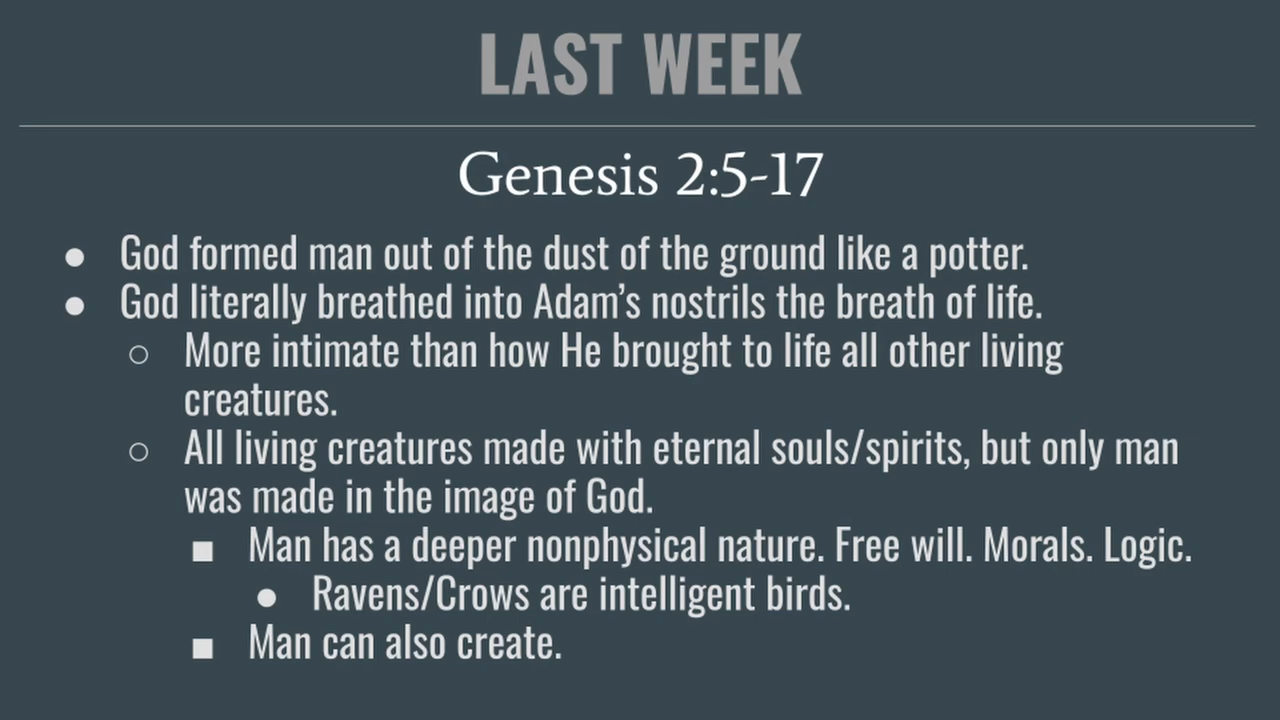 LAST WEEK
Genesis 2:5-17
● God formed man out of the dust of the ground like a potter.
● God literally breathed into Adam’s nostrils the breath of life.
○ More intimate than how He brought to life all other living
creatures.
○ All living creatures made with eternal souls/spirits, but only man
was made in the image of God.
■ Man has a deeper nonphysical nature. Free will. Morals. Logic.
● Ravens/Crows are intelligent birds.
■ Man can also create.